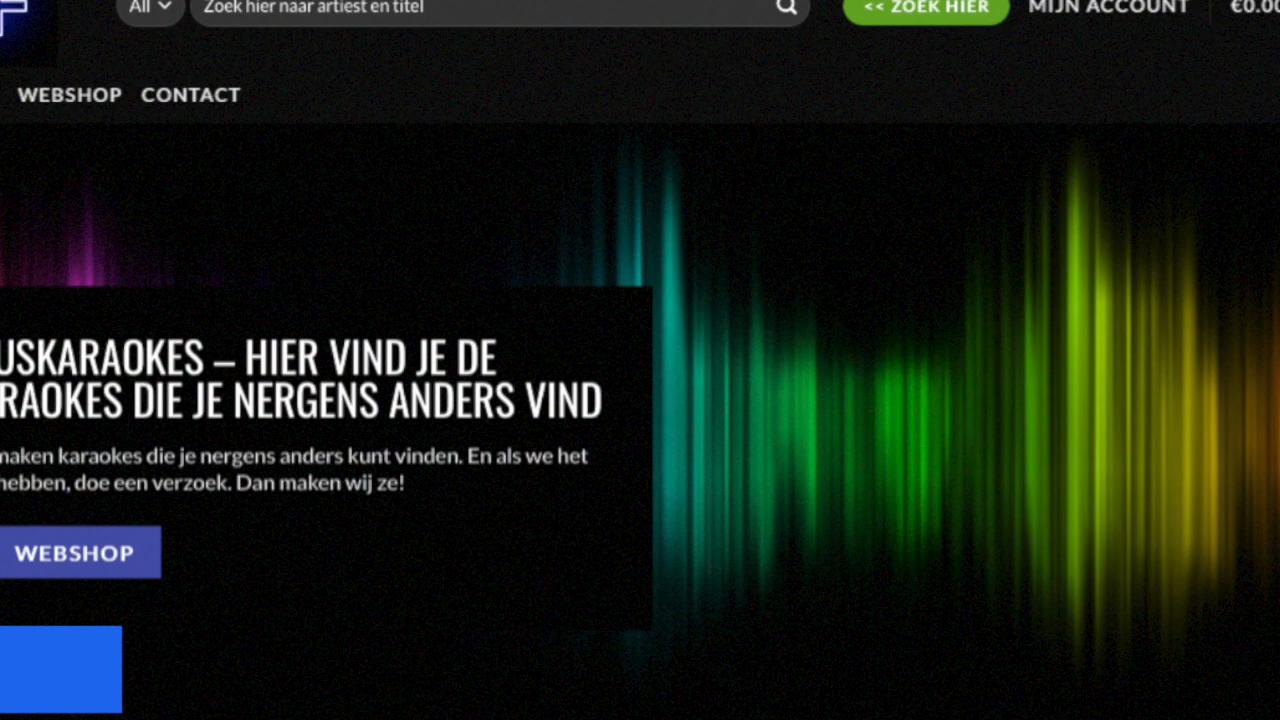 All Zoek hier naar artiest en titel << ZOEK HIER MIJN ACCOUNT €0.00
WEBSHOP CONTACT
USKARAOKES – HIER VIND JE DE
RAOKES DIE JE NERGENS ANDERS VIND
maken karaokes die je nergens anders kunt vinden. En als we het
hebben, doe een verzoek. Dan maken wij ze!
WEBSHOP